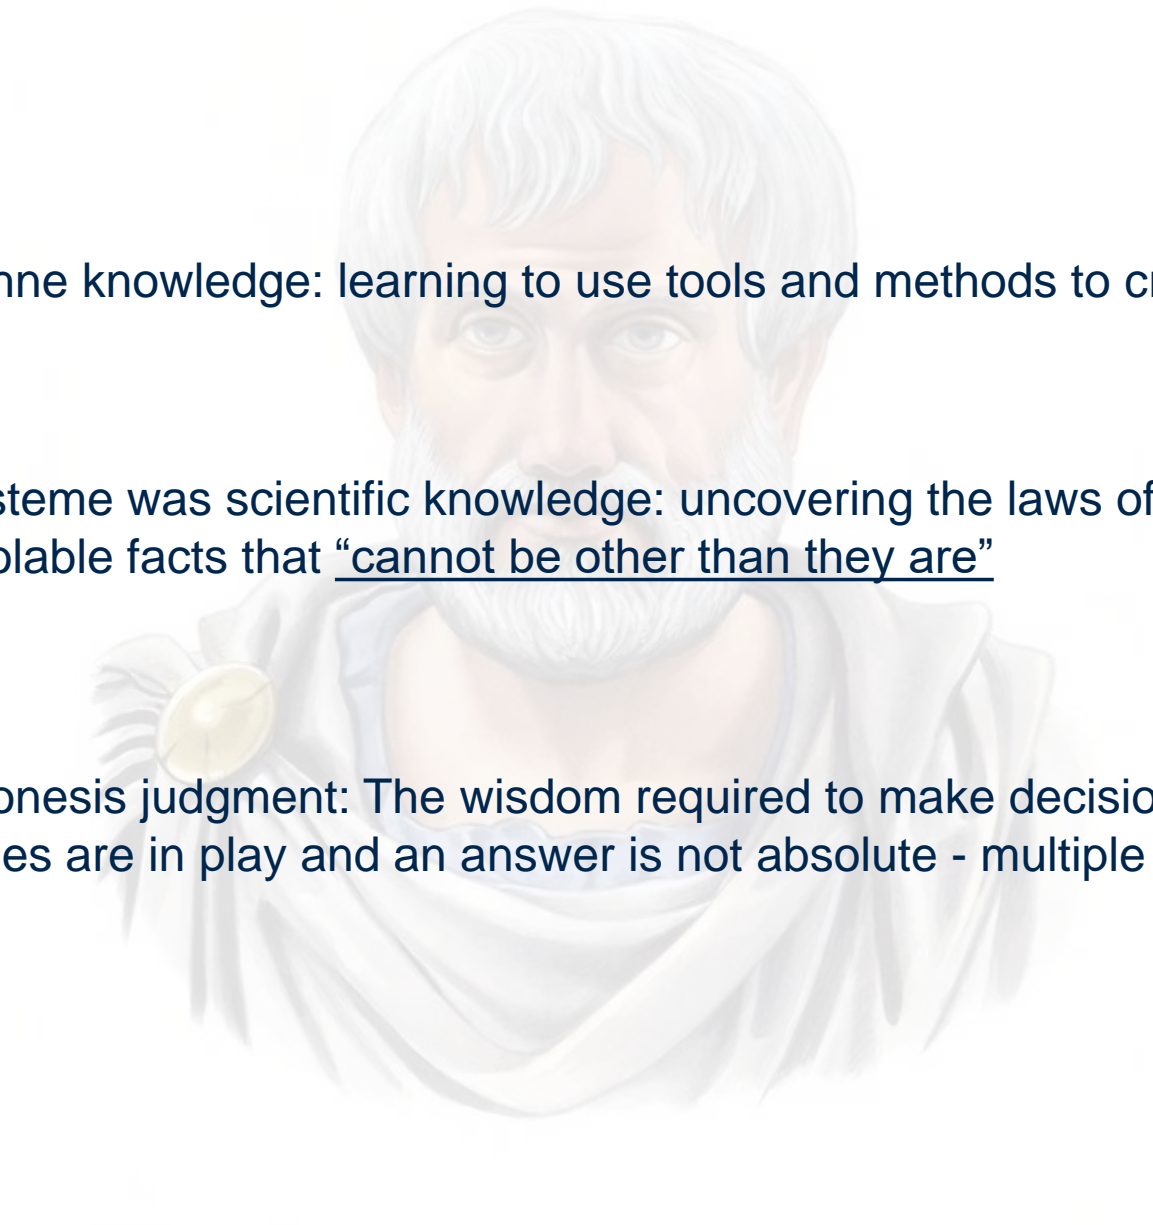 nne knowledge: learning to use tools and methods to cr
steme was scientific knowledge: uncovering the laws of
olable facts that “cannot be other than they are”
onesis judgment: The wisdom required to make decisio
es are in play and an answer is not absolute - multiple